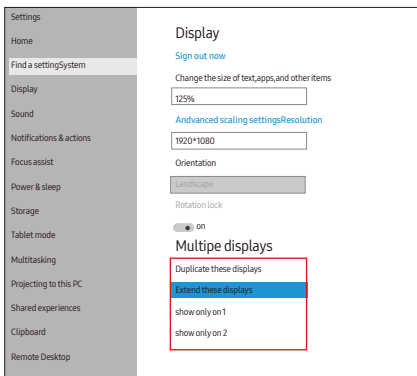 Settings
Home
Find a settingSystem
Display
Sound
Notifications & actions
Focus assist
Power & sleep
Storage
Tablet mode
Multitasking
Projecting to this PC
Shared experiences
Clipboard
Remote Desktop
Display
Sign out now
Change the size of text,apps,and other items
125%
Andvanced scaling settingsResolution
1920*1080
Orientation
Landscape
Rotation lock
on
Multipe displays
Duplicate these displays
Extend these displays
show only on 1
show only on 2